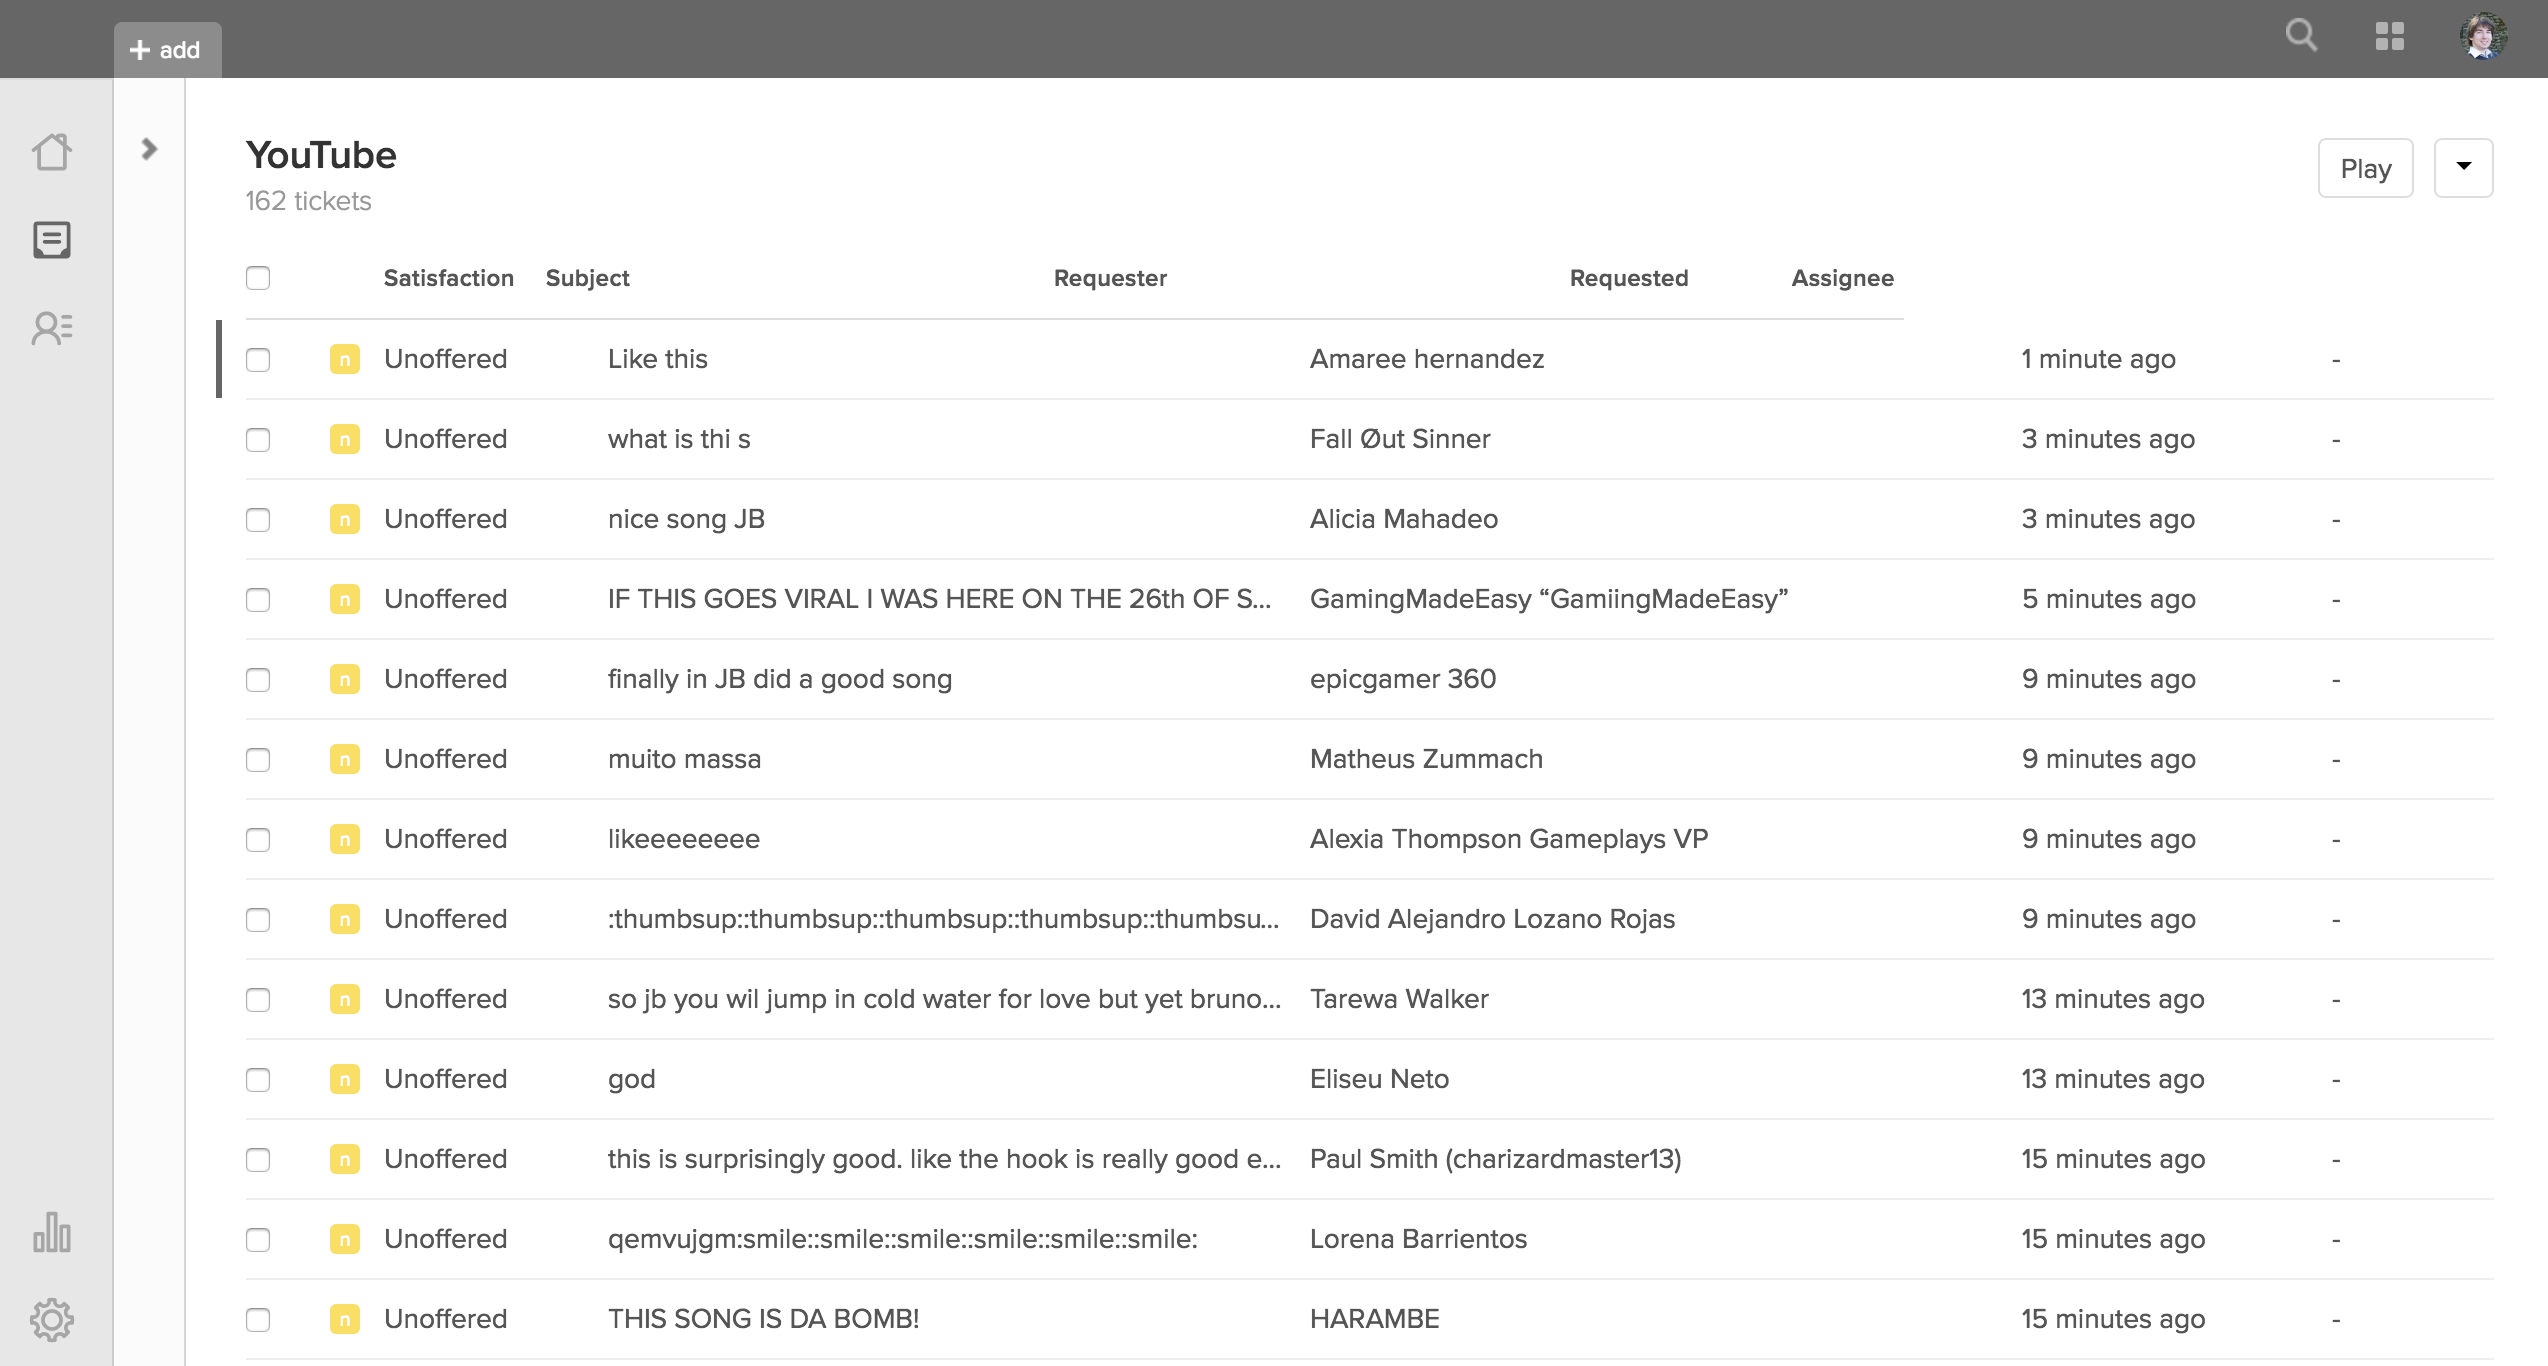 + add
YouTube
162 tickets
Play
Satisfaction Subject Requester Requested Assignee
n Unoffered Like this Amaree hernandez 1 minute ago -
n Unoffered what is thi s Fall Øut Sinner 3 minutes ago -
n Unoffered nice song JB Alicia Mahadeo 3 minutes ago -
n Unoffered IF THIS GOES VIRAL I WAS HERE ON THE 26th OF S... GamingMadeEasy “GamiingMadeEasy” 5 minutes ago -
n Unoffered finally in JB did a good song epicgamer 360 9 minutes ago -
n Unoffered muito massa Matheus Zummach 9 minutes ago -
n Unoffered likeeeeeeee Alexia Thompson Gameplays VP 9 minutes ago -
n Unoffered :thumbsup::thumbsup::thumbsup::thumbsup::thumbsu... David Alejandro Lozano Rojas 9 minutes ago -
n Unoffered so jb you wil jump in cold water for love but yet bruno... Tarewa Walker 13 minutes ago -
n Unoffered god Eliseu Neto 13 minutes ago -
n Unoffered this is surprisingly good. like the hook is really good e... Paul Smith (charizardmaster13) 15 minutes ago -
n Unoffered qemvujgm:smile::smile::smile::smile::smile::smile: Lorena Barrientos 15 minutes ago -
n Unoffered THIS SONG IS DA BOMB! HARAMBE 15 minutes ago -